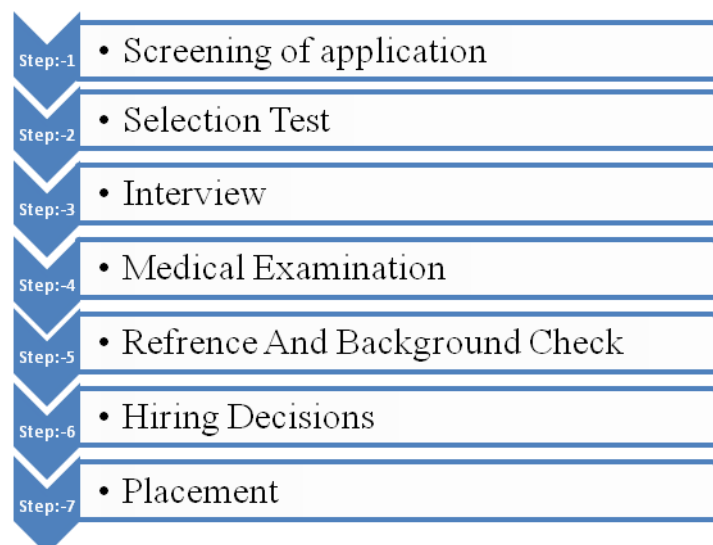 Step:-1 • Screening of application
Step:-2 • Selection Test
Step:-3 • Interview
Step:-4 • Medical Examination
Step:-5 • Refrence And Background Check
Step:-6 • Hiring Decisions
Step:-7 • Placement